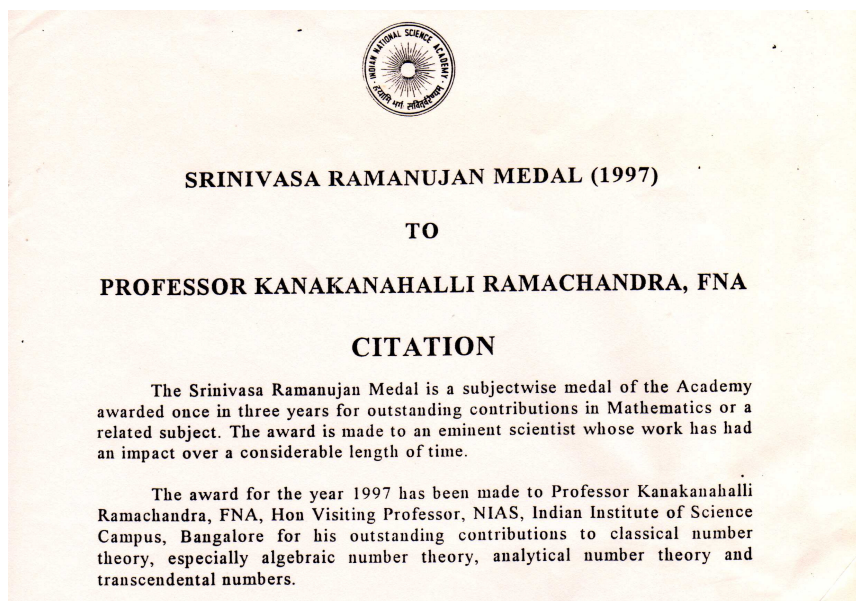 INDIAN NATIONAL SCIENCE ACADEMY
SRINIVASA RAMANUJAN MEDAL (1997)
TO
PROFESSOR KANAKANAHALLI RAMACHANDRA, FNA
CITATION
The Srinivasa Ramanujan Medal is a subjectwise medal of the Academy
awarded once in three years for outstanding contributions in Mathematics or a
related subject. The award is made to an eminent scientist whose work has had
an impact over a considerable length of time.
The award for the year 1997 has been made to Professor Kanakanahalli
Ramachandra, FNA, Hon Visiting Professor, NIAS, Indian Institute of Science
Campus, Bangalore for his outstanding contributions to classical number
theory, especially algebraic number theory, analytical number theory and
transcendental numbers.